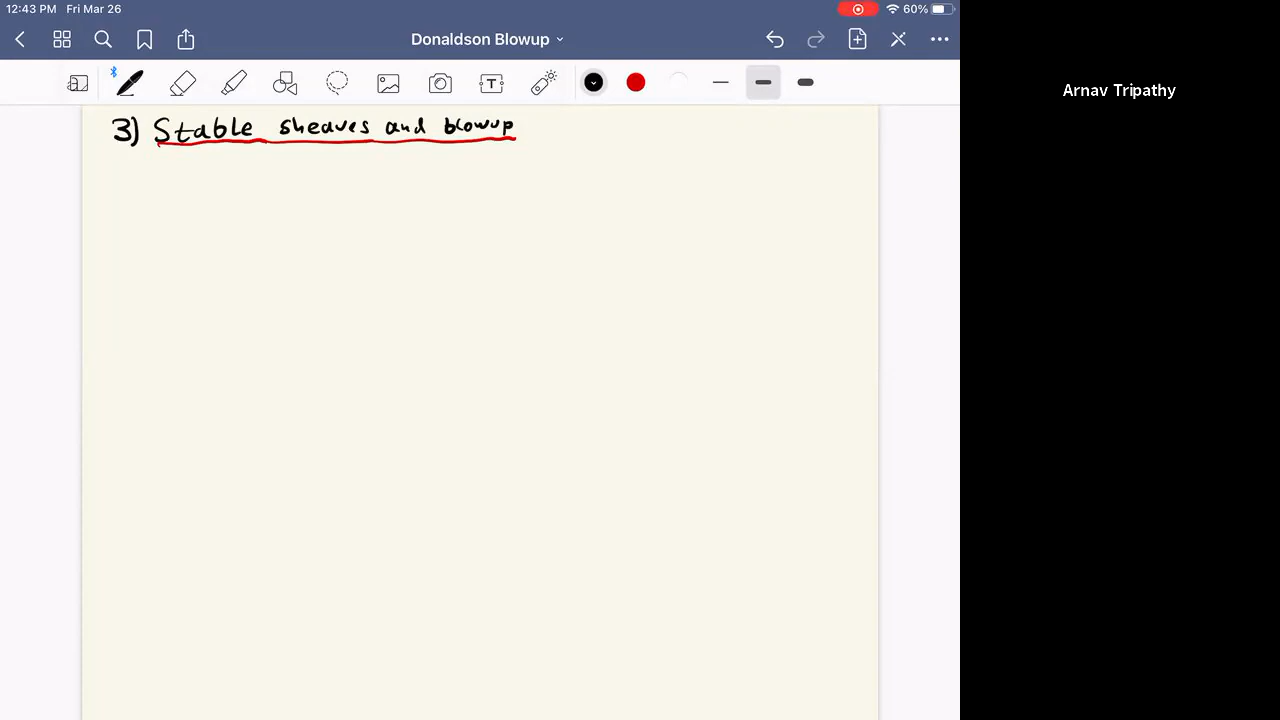 12:43 PM Fri Mar 26
60%
Donaldson Blowup
T
Arnav Tripathy
3) Stable sheaves and blowup